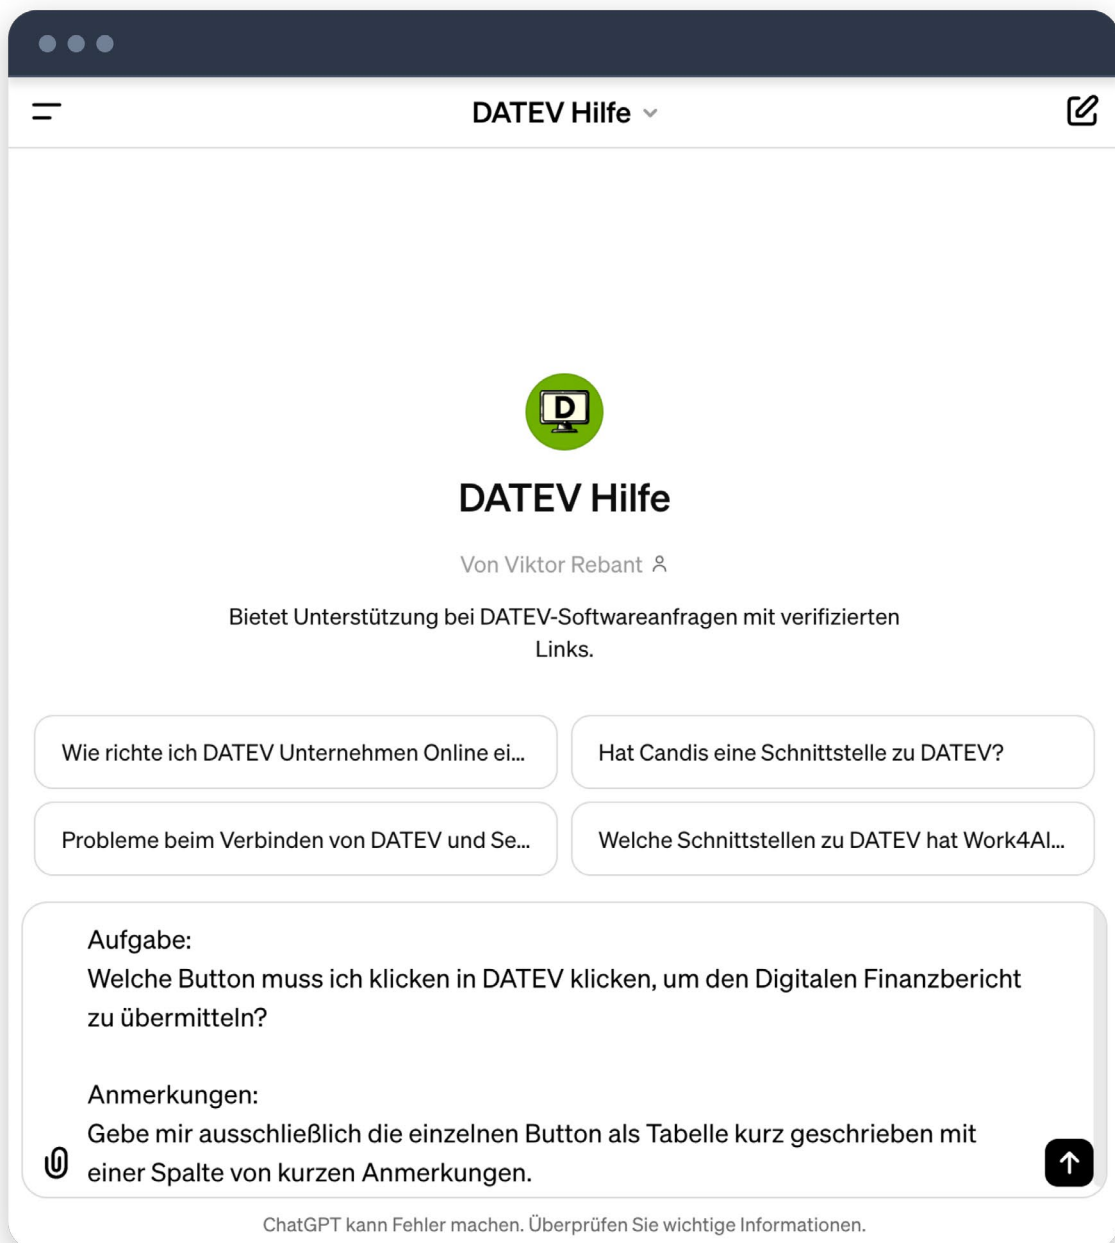 DATEV Hilfe
D
DATEV Hilfe
Von Viktor Rebant
Bietet Unterstützung bei DATEV-Softwareanfragen mit verifizierten
Links.
Wie richte ich DATEV Unternehmen Online ei...
Hat Candis eine Schnittstelle zu DATEV?
Probleme beim Verbinden von DATEV und Se...
Welche Schnittstellen zu DATEV hat Work4Al...
Aufgabe:
Welche Button muss ich klicken in DATEV klicken, um den Digitalen Finanzbericht
zu übermitteln?
Anmerkungen:
Gebe mir ausschließlich die einzelnen Button als Tabelle kurz geschrieben mit
einer Spalte von kurzen Anmerkungen.
ChatGPT kann Fehler machen. Überprüfen Sie wichtige Informationen.